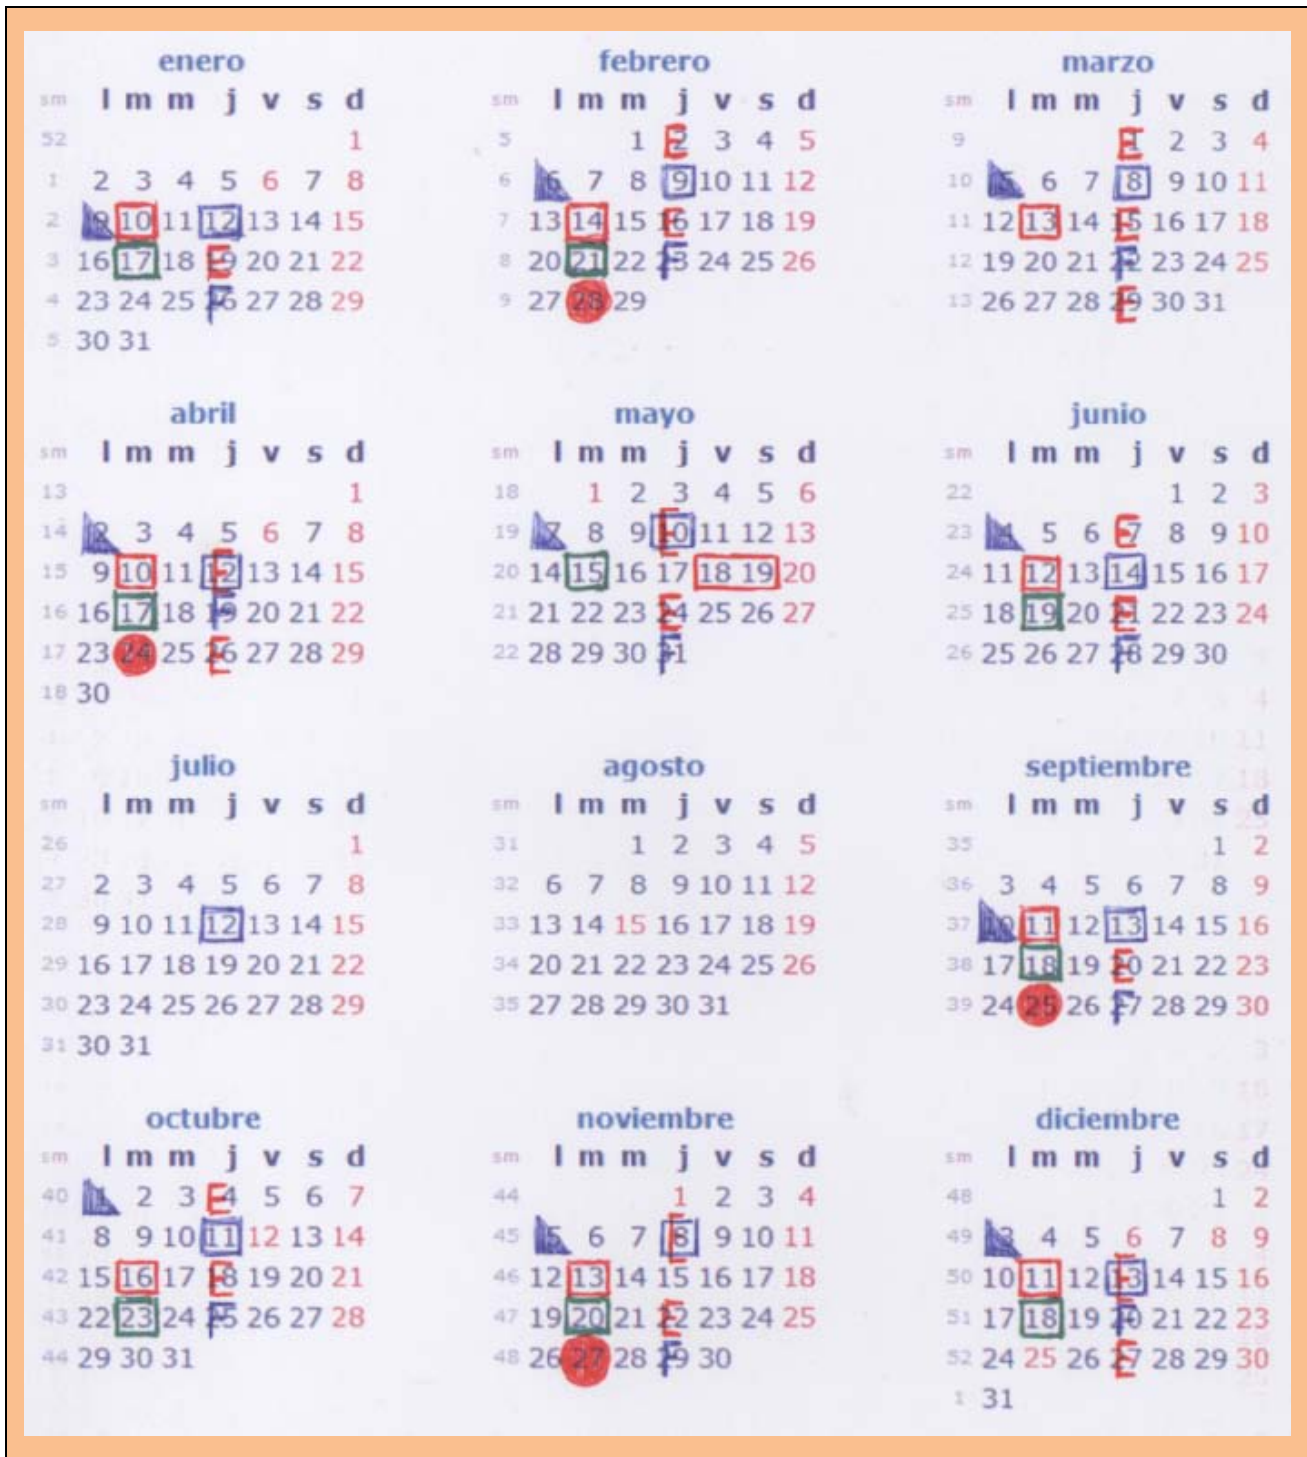 enero
sm l m m j v s d
52 1
1 2 3 4 5 6 7 8
2 9 10 11 12 13 14 15
3 16 17 18 E 19 20 21 22
4 23 24 25 F 26 27 28 29
5 30 31
febrero
sm l m m j v s d
5 1 E 2 3 4 5
6 6 7 8 9 10 11 12
7 13 14 15 E 16 17 18 19
8 20 21 22 F 23 24 25 26
9 27 28 29
marzo
sm l m m j v s d
9 E 1 2 3 4
10 5 6 7 8 9 10 11
11 12 13 14 E 15 16 17 18
12 19 20 21 F 22 23 24 25
13 26 27 28 E 29 30 31
abril
sm l m m j v s d
13 1
14 2 3 4 5 6 7 8
15 9 10 11 E 12 13 14 15
16 16 17 18 F 19 20 21 22
17 23 24 25 E 26 27 28 29
18 30
mayo
sm l m m j v s d
18 1 2 3 4 5 6
19 7 8 9 E 10 11 12 13
20 14 15 16 17 18 19 20
21 21 22 23 E 24 25 26 27
22 28 29 30 F 31
junio
sm l m m j v s d
22 1 2 3
23 4 5 6 E 7 8 9 10
24 11 12 13 14 15 16 17
25 18 19 20 E 21 22 23 24
26 25 26 27 F 28 29 30
julio
sm l m m j v s d
26 1
27 2 3 4 5 6 7 8
28 9 10 11 12 13 14 15
29 16 17 18 19 20 21 22
30 23 24 25 26 27 28 29
31 30 31
agosto
sm l m m j v s d
31 1 2 3 4 5
32 6 7 8 9 10 11 12
33 13 14 15 16 17 18 19
34 20 21 22 23 24 25 26
35 27 28 29 30 31
septiembre
sm l m m j v s d
35 1 2
36 3 4 5 6 7 8 9
37 10 11 12 13 14 15 16
38 17 18 19 E 20 21 22 23
39 24 25 26 F 27 28 29 30
octubre
sm l m m j v s d
40 1 2 3 E 4 5 6 7
41 8 9 10 11 12 13 14
42 15 16 17 E 18 19 20 21
43 22 23 24 F 25 26 27 28
44 29 30 31
noviembre
sm l m m j v s d
44 1 2 3 4
45 5 6 7 E 8 9 10 11
46 12 13 14 15 16 17 18
47 19 20 21 E 22 23 24 25
48 26 27 28 F 29 30
diciembre
sm l m m j v s d
48 1 2
49 3 4 5 6 7 8 9
50 10 11 12 E 13 14 15 16
51 17 18 19 F 20 21 22 23
52 24 25 26 E 27 28 29 30
1 31